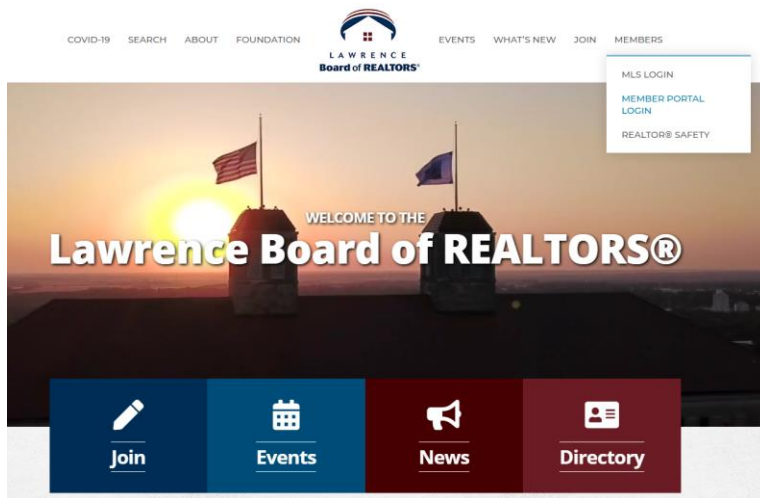 COVID-19 SEARCH ABOUT FOUNDATION
LAWRENCE
Board of REALTORS®
EVENTS WHAT'S NEW JOIN MEMBERS
MLS LOGIN
MEMBER PORTAL
LOGIN
REALTOR® SAFETY
WELCOME TO THE
Lawrence Board of REALTORS®
Join
Events
News
Directory